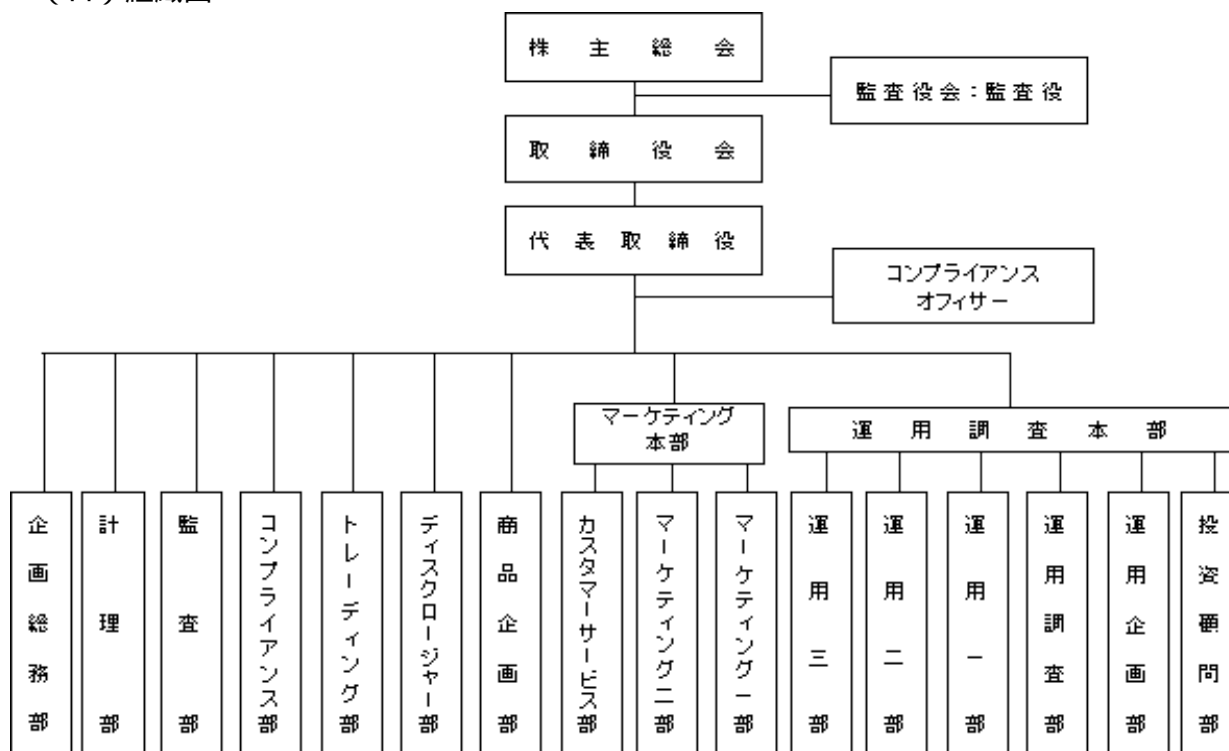 株主総会
監査役会：監査役
取締役会
代表取締役
コンプライアンス
オフィサー
マーケティング
本部
運用調査本部
企画総務部
計理部
監査部
コンプライアンス部
トレーディング部
ディスクロージャー部
商品企画部
カスタマーサービス部
マーケティング二部
マーケティング一部
運用三部
運用二部
運用一部
運用調査部
運用企画部
投資顧問部